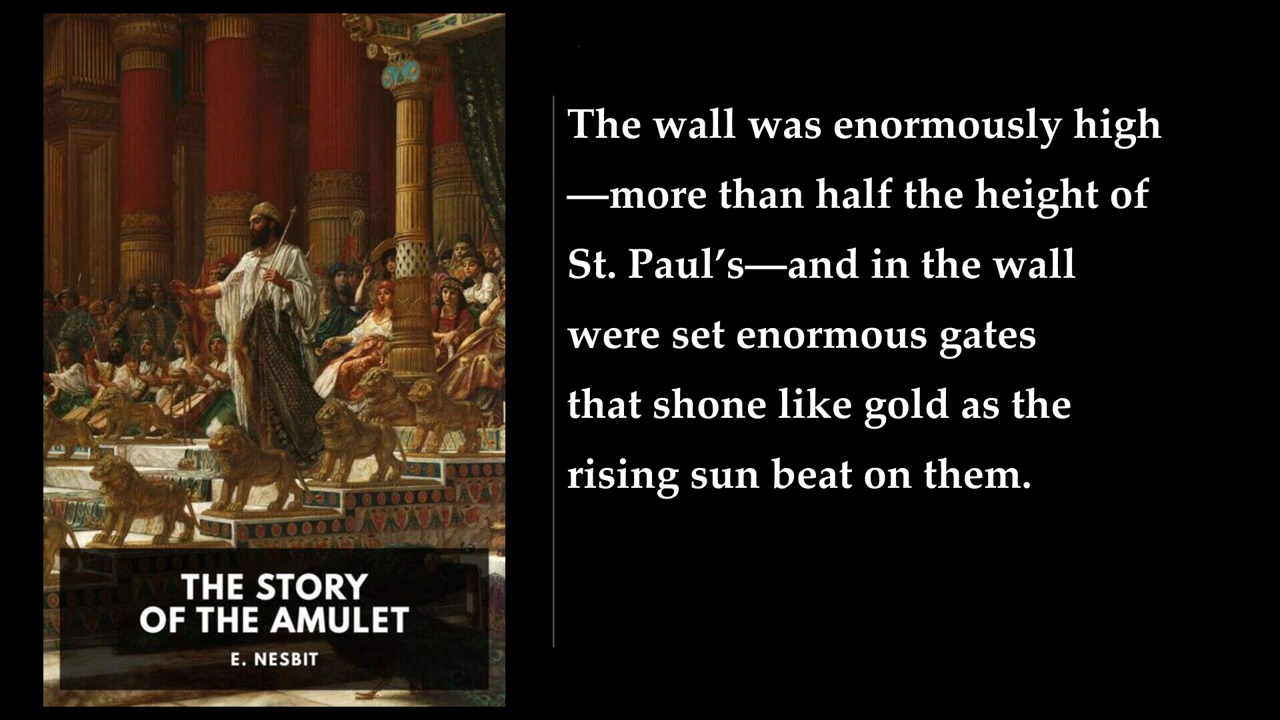 The wall was enormously high
—more than half the height of
St. Paul’s—and in the wall
were set enormous gates
that shone like gold as the
rising sun beat on them.
THE STORY
OF THE AMULET
E. NESBIT